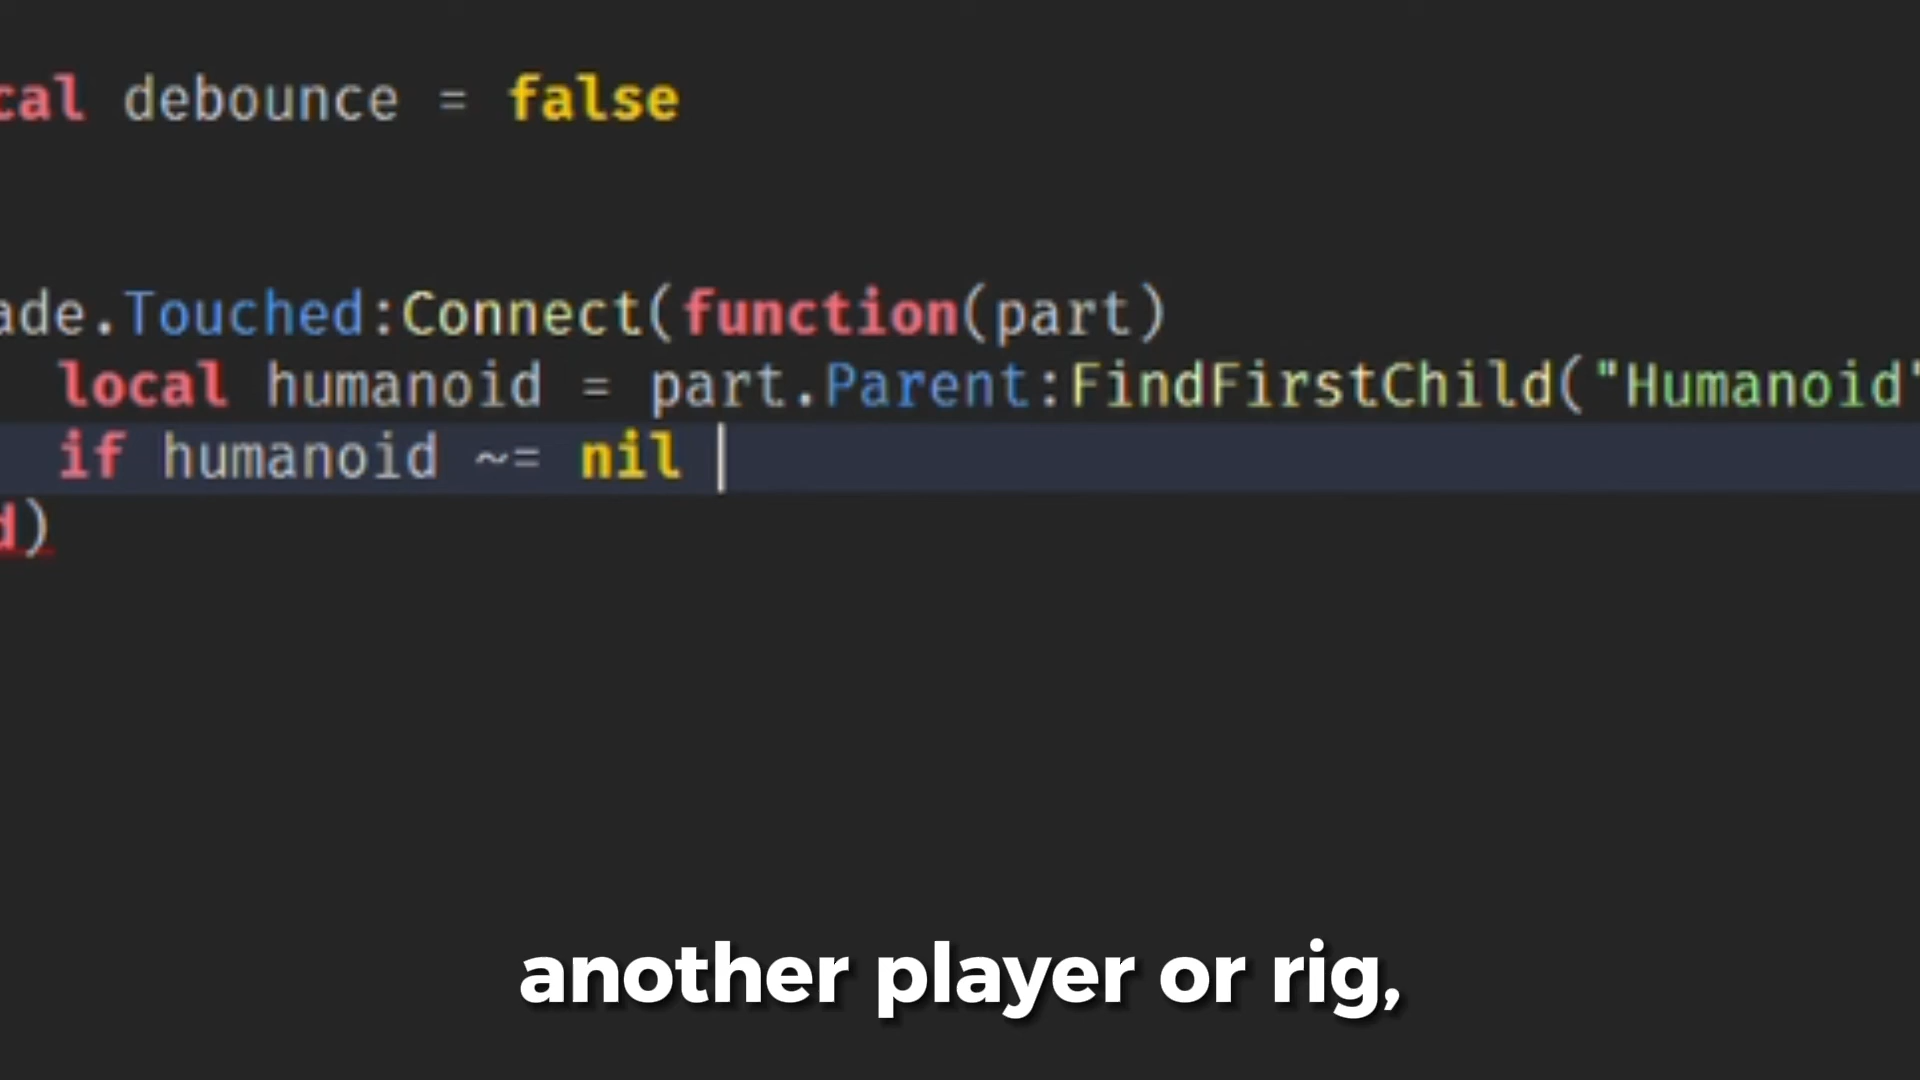 cal debounce = false
ade.Touched:Connect(function(part)
local humanoid = part.Parent:FindFirstChild("Humanoid"
if humanoid ~= nil
d)
another player or rig,